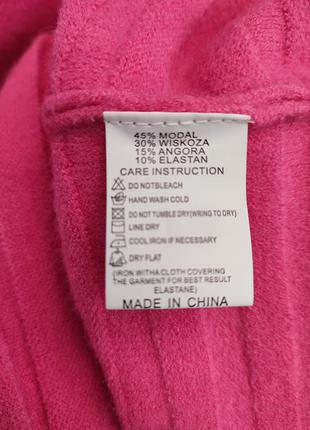 45% MODAL
30% WISKOZA
15% ANGORA
10% ELASTAN
CARE INSTRUCTION
DO NOTBLEACH
HAND WASH COLD
DO NOT TUMBLE DRY(WRING TO DRY)
LINE DRY
COOL IRON IF NECESSARY
DRY FLAT
(IRON WITHA CLOTH COVERING
THE GARMENT FOR BEST RESULT
ELASTANE)
MADE IN CHINA